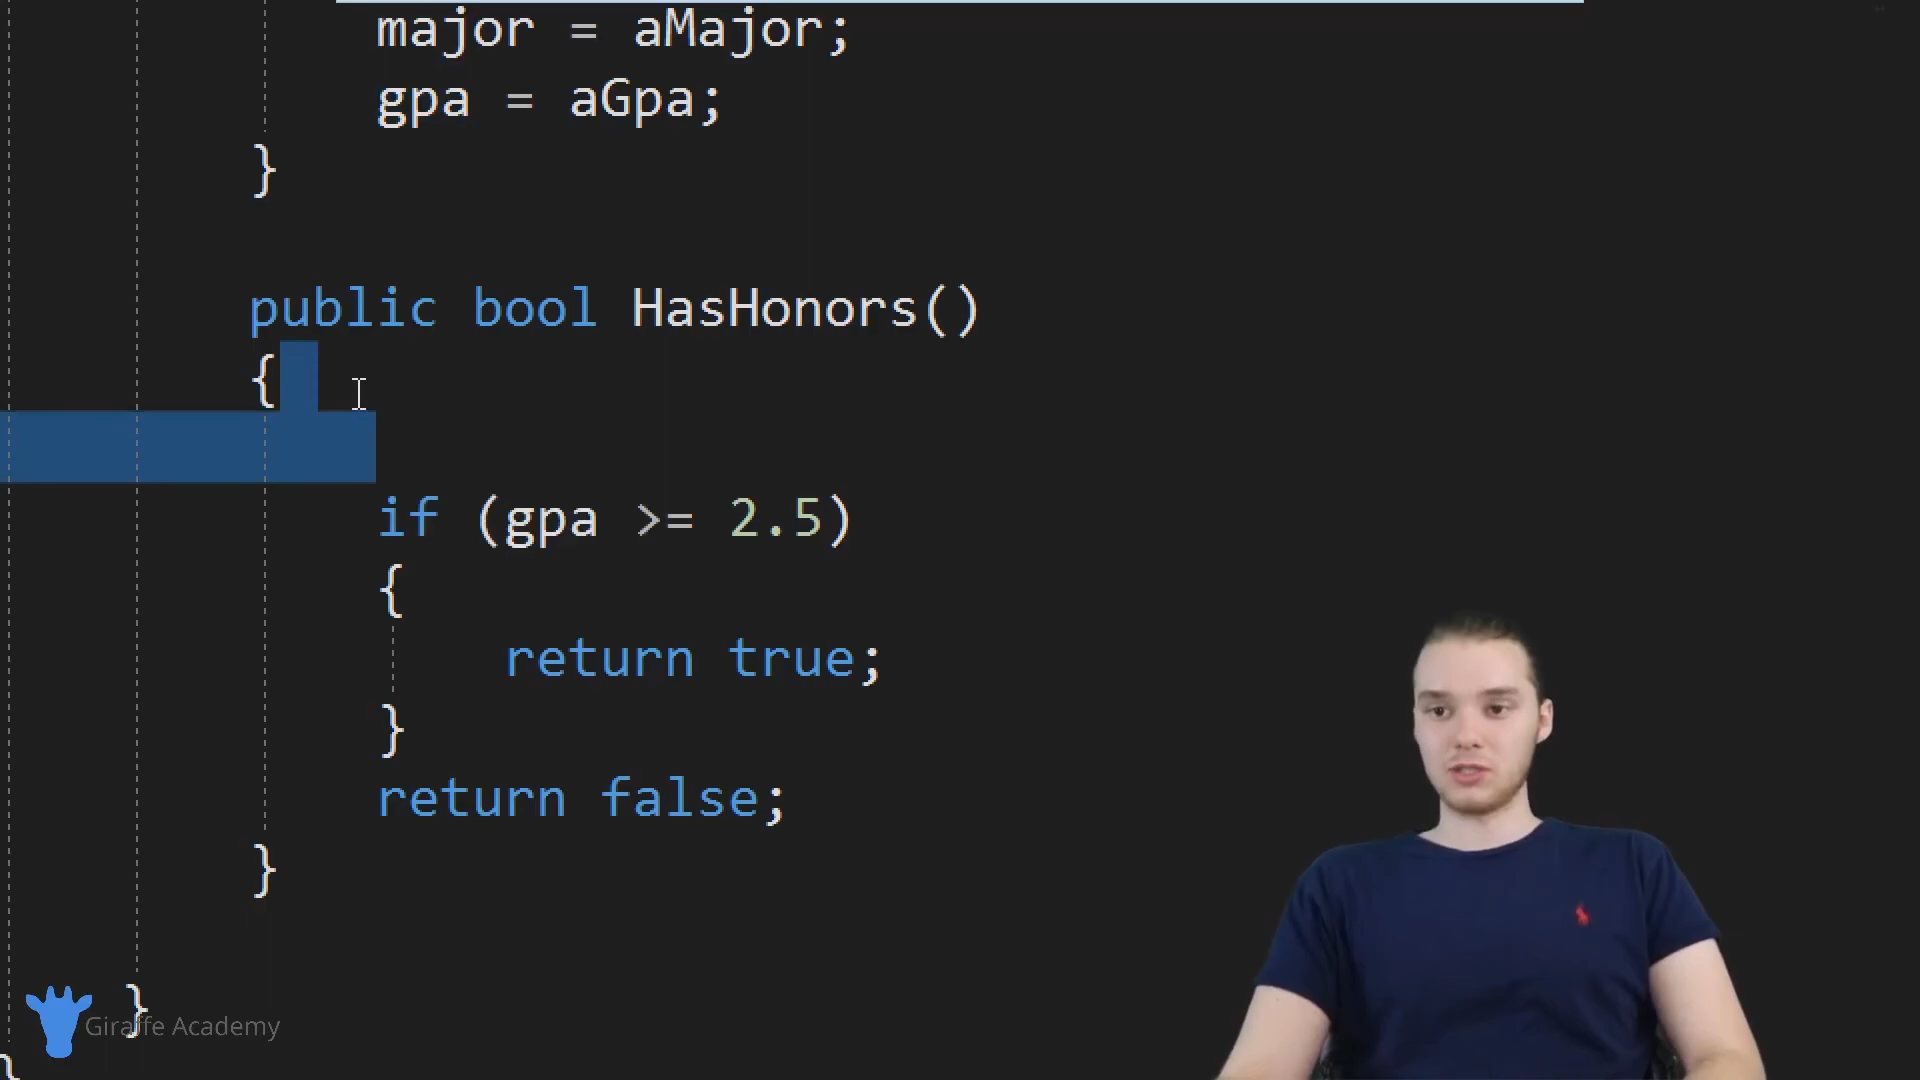 major = aMajor;
gpa = aGpa;
}
public bool HasHonors()
{
if (gpa >= 2.5)
{
return true;
}
return false;
}
}
Giraffe Academy
}